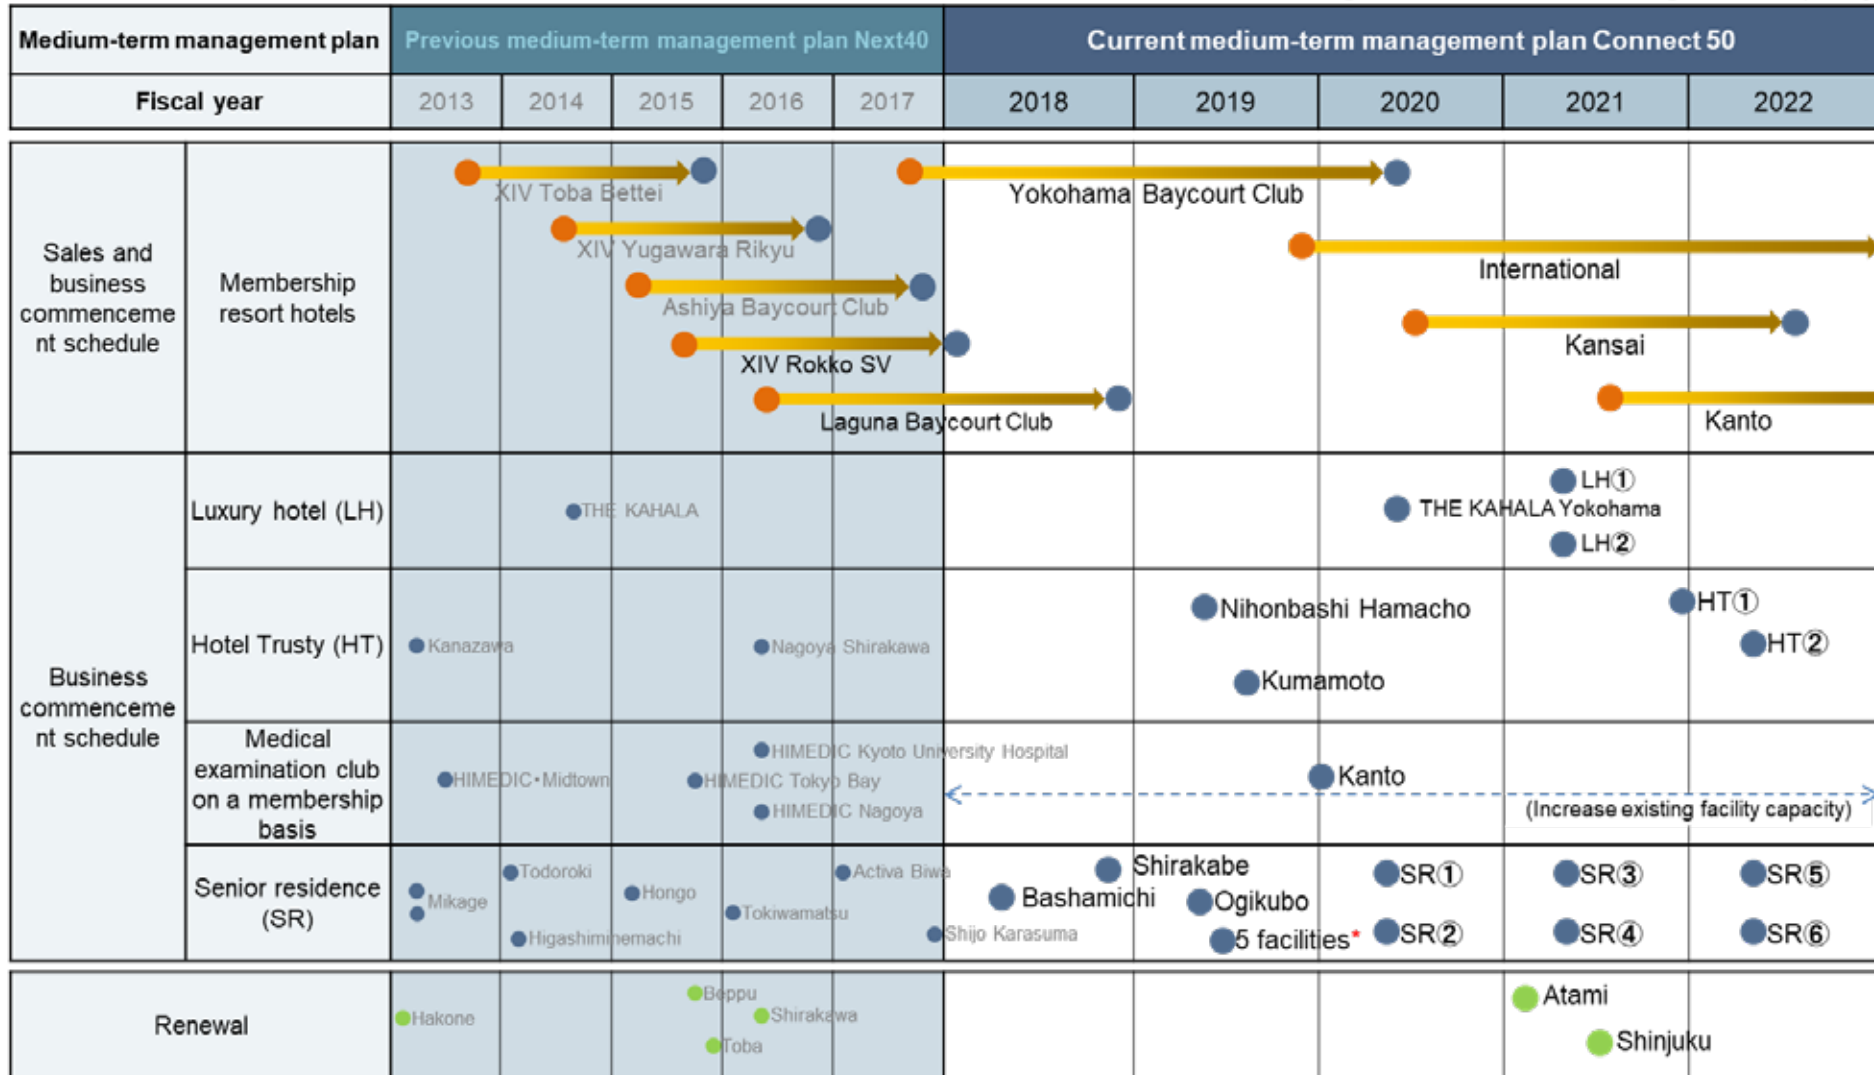 Medium-term management plan
Previous medium-term management plan Next40
Current medium-term management plan Connect 50
Fiscal year
2013
2014
2015
2016
2017
2018
2019
2020
2021
2022
Sales and
business
commenceme
nt schedule
Membership
resort hotels
XIV Toba Bettei
XIV Yugawara Rikyu
Ashiya Baycourt Club
XIV Rokko SV
Laguna Baycourt Club
Yokohama Baycourt Club
International
Kansai
Kanto
Business
commenceme
nt schedule
Luxury hotel (LH)
THE KAHALA
LH①
THE KAHALA Yokohama
LH②
Hotel Trusty (HT)
Kanazawa
Nagoya Shirakawa
Nihonbashi Hamacho
Kumamoto
HT①
HT②
Medical
examination club
on a membership
basis
HIMEDIC・Midtown
HIMEDIC Kyoto University Hospital
HIMEDIC Tokyo Bay
HIMEDIC Nagoya
Kanto
(Increase existing facility capacity)
Senior residence
(SR)
Mikage
Todoroki
Higashiminemachi
Hongo
Tokiwamatsu
Activa Biwa
Shijo Karasuma
Bashamichi
Shirakabe
Ogikubo
5 facilities*
SR①
SR②
SR③
SR④
SR⑤
SR⑥
Renewal
Hakone
Beppu
Toba
Shirakawa
Atami
Shinjuku